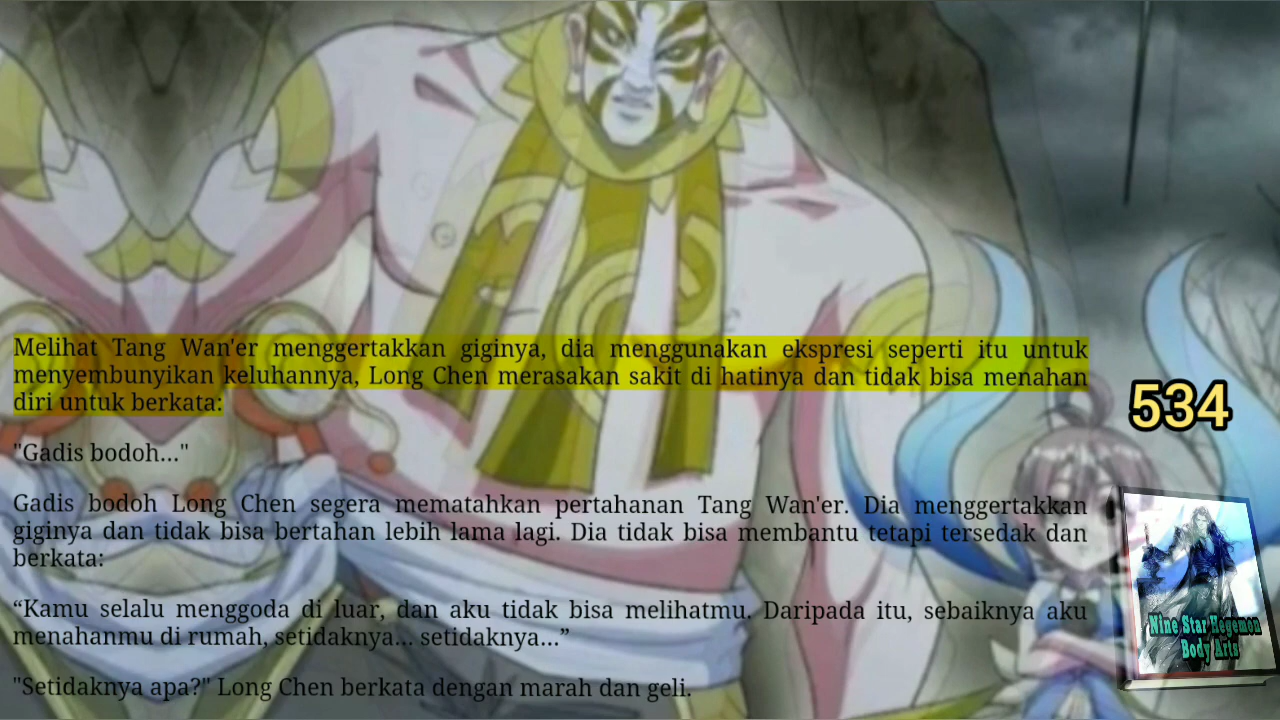 Melihat Tang Wan'er menggertakkan giginya, dia menggunakan ekspresi seperti itu untuk
menyembunyikan keluhannya, Long Chen merasakan sakit di hatinya dan tidak bisa menahan
diri untuk berkata:
"Gadis bodoh..."
Gadis bodoh Long Chen segera mematahkan pertahanan Tang Wan'er. Dia menggertakkan
giginya dan tidak bisa bertahan lebih lama lagi. Dia tidak bisa membantu tetapi tersedak dan
berkata:
“Kamu selalu menggoda di luar, dan aku tidak bisa melihatmu. Daripada itu, sebaiknya aku
menahanmu di rumah, setidaknya... setidaknya...”
"Setidaknya apa?" Long Chen berkata dengan marah dan geli.
534
Nine Star Hegemon
Body Arts